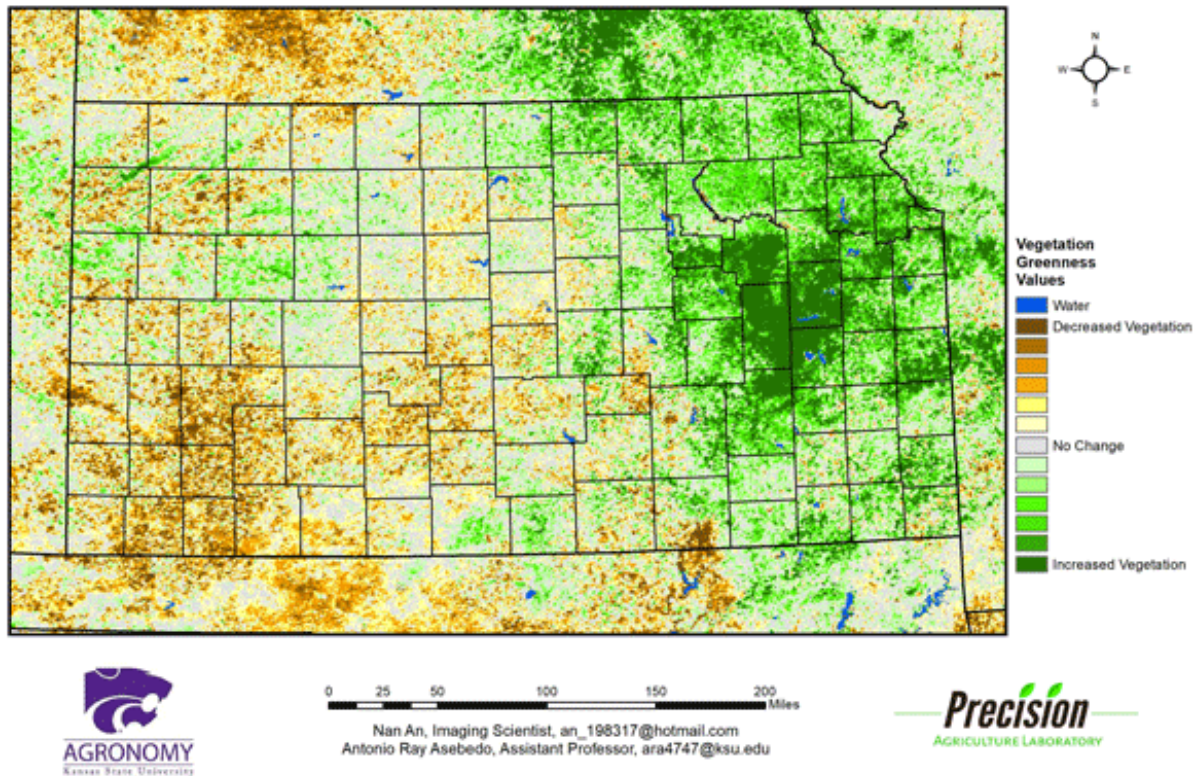 N
W
E
S
Vegetation
Greenness
Values
Water
Decreased Vegetation
No Change
Increased Vegetation
0 25 50 100 150 200
Miles
Nan An, Imaging Scientist, an_198317@hotmail.com
Antonio Ray Asebedo, Assistant Professor, ara4747@ksu.edu
AGRONOMY
Kansas State University
Precision
AGRICULTURE LABORATORY